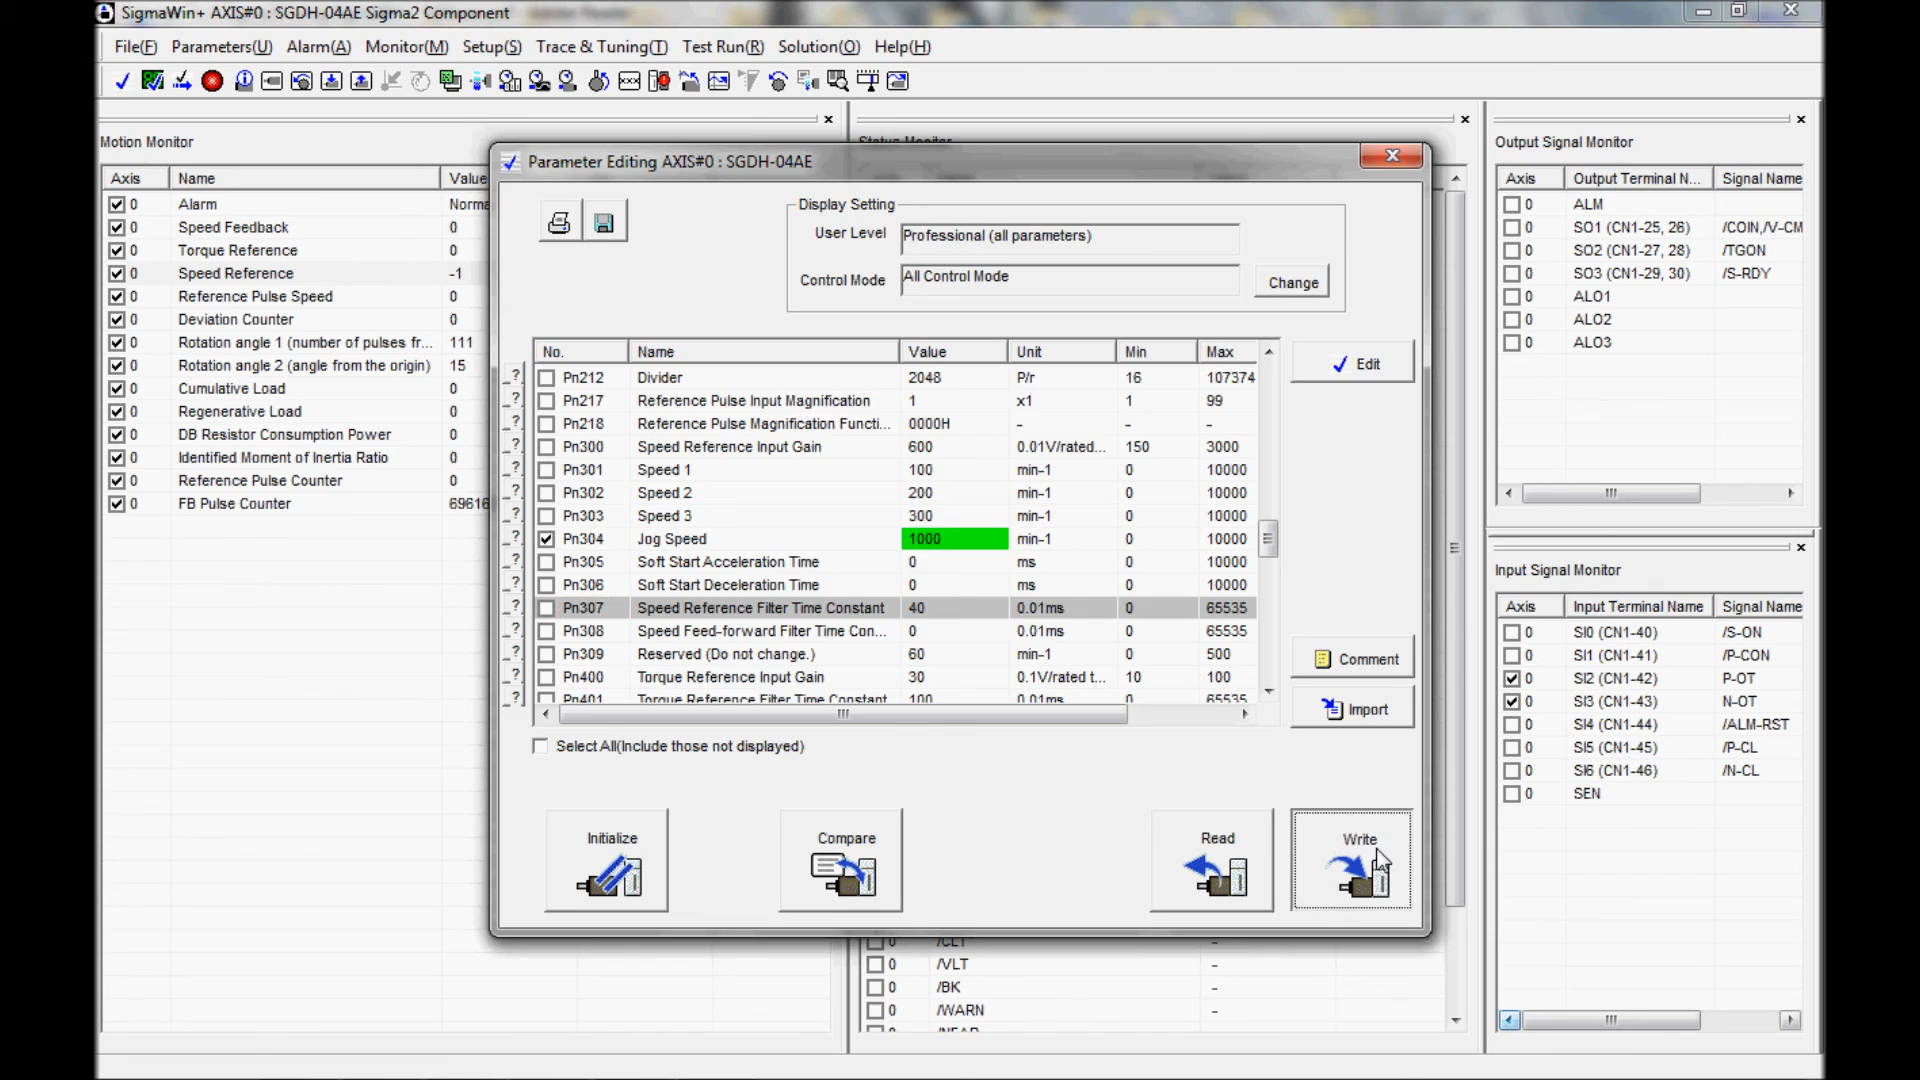 SigmaWin+ AXIS#0 : SGDH-04AE Sigma2 Component
File(F) Parameters(U) Alarm(A) Monitor(M) Setup(S) Trace & Tuning(T) Test Run(R) Solution(O) Help(H)
Motion Monitor
Axis Name Value
0 Alarm Norma
0 Speed Feedback 0
0 Torque Reference 0
0 Speed Reference -1
0 Reference Pulse Speed 0
0 Deviation Counter 0
0 Rotation angle 1 (number of pulses fr... 111
0 Rotation angle 2 (angle from the origin) 15
0 Cumulative Load 0
0 Regenerative Load 0
0 DB Resistor Consumption Power 0
0 Identified Moment of Inertia Ratio 0
0 Reference Pulse Counter 0
0 FB Pulse Counter 69616
Parameter Editing AXIS#0 : SGDH-04AE
Display Setting
User Level Professional (all parameters)
Control Mode All Control Mode
Change
No. Name Value Unit Min Max
Pn212 Divider 2048 P/r 16 107374
Pn217 Reference Pulse Input Magnification 1 x1 1 99
Pn218 Reference Pulse Magnification Functi... 0000H - - -
Pn300 Speed Reference Input Gain 600 0.01V/rated... 150 3000
Pn301 Speed 1 100 min-1 0 10000
Pn302 Speed 2 200 min-1 0 10000
Pn303 Speed 3 300 min-1 0 10000
Pn304 Jog Speed 1000 min-1 0 10000
Pn305 Soft Start Acceleration Time 0 ms 0 10000
Pn306 Soft Start Deceleration Time 0 ms 0 10000
Pn307 Speed Reference Filter Time Constant 40 0.01ms 0 65535
Pn308 Speed Feed-forward Filter Time Con... 0 0.01ms 0 65535
Pn309 Reserved (Do not change.) 60 min-1 0 500
Pn400 Torque Reference Input Gain 30 0.1V/rated t... 10 100
Pn401 Torque Reference Filter Time Constant 100 0.01ms 0 65535
Edit
Comment
Import
Select All(Include those not displayed)
Initialize
Compare
Read
Write
Status Monitor
0 /CLT
0 /VLT -
0 /BK -
0 /WARN -
0 /NEAR
Output Signal Monitor
Axis Output Terminal N... Signal Name
0 ALM
0 SO1 (CN1-25, 26) /COIN,/V-CM
0 SO2 (CN1-27, 28) /TGON
0 SO3 (CN1-29, 30) /S-RDY
0 ALO1
0 ALO2
0 ALO3
Input Signal Monitor
Axis Input Terminal Name Signal Name
0 SI0 (CN1-40) /S-ON
0 SI1 (CN1-41) /P-CON
0 SI2 (CN1-42) P-OT
0 SI3 (CN1-43) N-OT
0 SI4 (CN1-44) /ALM-RST
0 SI5 (CN1-45) /P-CL
0 SI6 (CN1-46) /N-CL
0 SEN